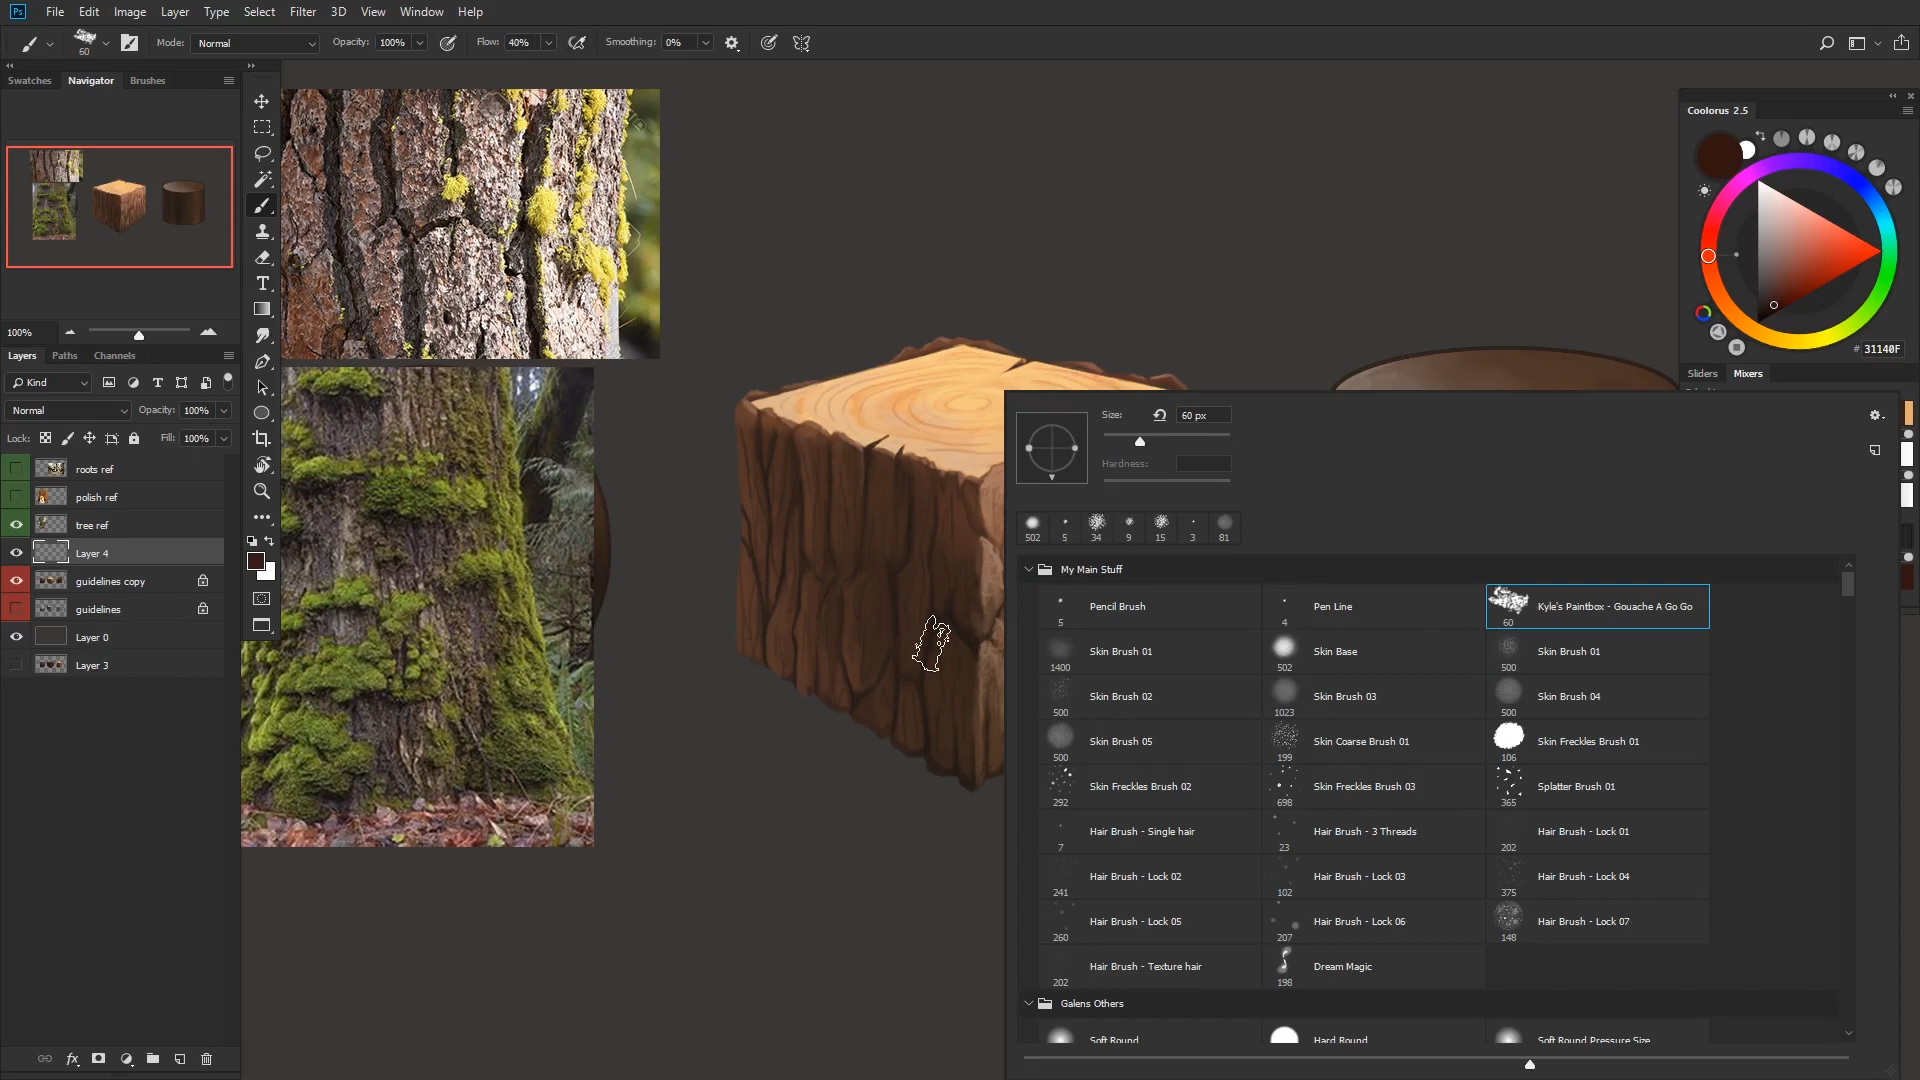 Ps File Edit Image Layer Type Select Filter 3D View Window Help
60 Mode: Normal Opacity: 100% Flow: 40% Smoothing: 0%
Swatches Navigator Brushes
100%
Layers Paths Channels
Kind
Normal Opacity: 100%
Lock: Fill: 100%
roots ref
polish ref
tree ref
Layer 4
guidelines copy
guidelines
Layer 0
Layer 3
fx
Coolorus 2.5
# 31140F
Sliders Mixers
Size: 60 px
Hardness:
502 5 34 9 15 3 81
My Main Stuff
Pencil Brush Pen Line Kyle's Paintbox - Gouache A Go Go
5 4 60
Skin Brush 01 Skin Base Skin Brush 01
1400 502 500
Skin Brush 02 Skin Brush 03 Skin Brush 04
500 1023 500
Skin Brush 05 Skin Coarse Brush 01 Skin Freckles Brush 01
500 199 106
Skin Freckles Brush 02 Skin Freckles Brush 03 Splatter Brush 01
292 698 365
Hair Brush - Single hair Hair Brush - 3 Threads Hair Brush - Lock 01
7 23 202
Hair Brush - Lock 02 Hair Brush - Lock 03 Hair Brush - Lock 04
241 102 375
Hair Brush - Lock 05 Hair Brush - Lock 06 Hair Brush - Lock 07
260 207 148
Hair Brush - Texture hair Dream Magic
202 198
Galens Others
Soft Round Hard Round Soft Round Pressure Size